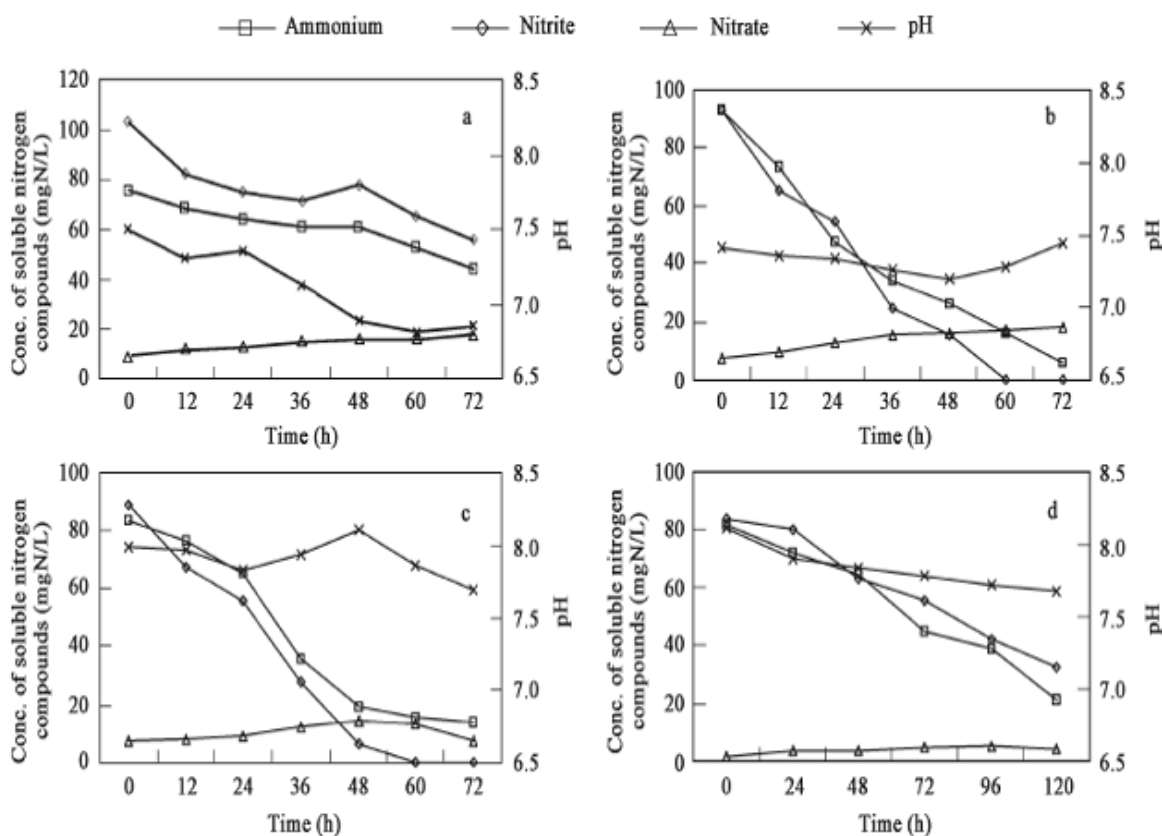 Ammonium Nitrite Nitrate pH
a
120
100
80
60
40
20
0
8.5
8.0
7.5
7.0
6.5
0 12 24 36 48 60 72
Time (h)
Conc. of soluble nitrogen
compounds (mgN/L)
pH
b
100
80
60
40
20
0
8.5
8.0
7.5
7.0
6.5
0 12 24 36 48 60 72
Time (h)
Conc. of soluble nitrogen
compounds (mgN/L)
pH
c
100
80
60
40
20
0
8.5
8.0
7.5
7.0
6.5
0 12 24 36 48 60 72
Time (h)
Conc. of soluble nitrogen
compounds (mgN/L)
pH
d
100
80
60
40
20
0
8.5
8.0
7.5
7.0
6.5
0 24 48 72 96 120
Time (h)
Conc. of soluble nitrogen
compounds (mgN/L)
pH